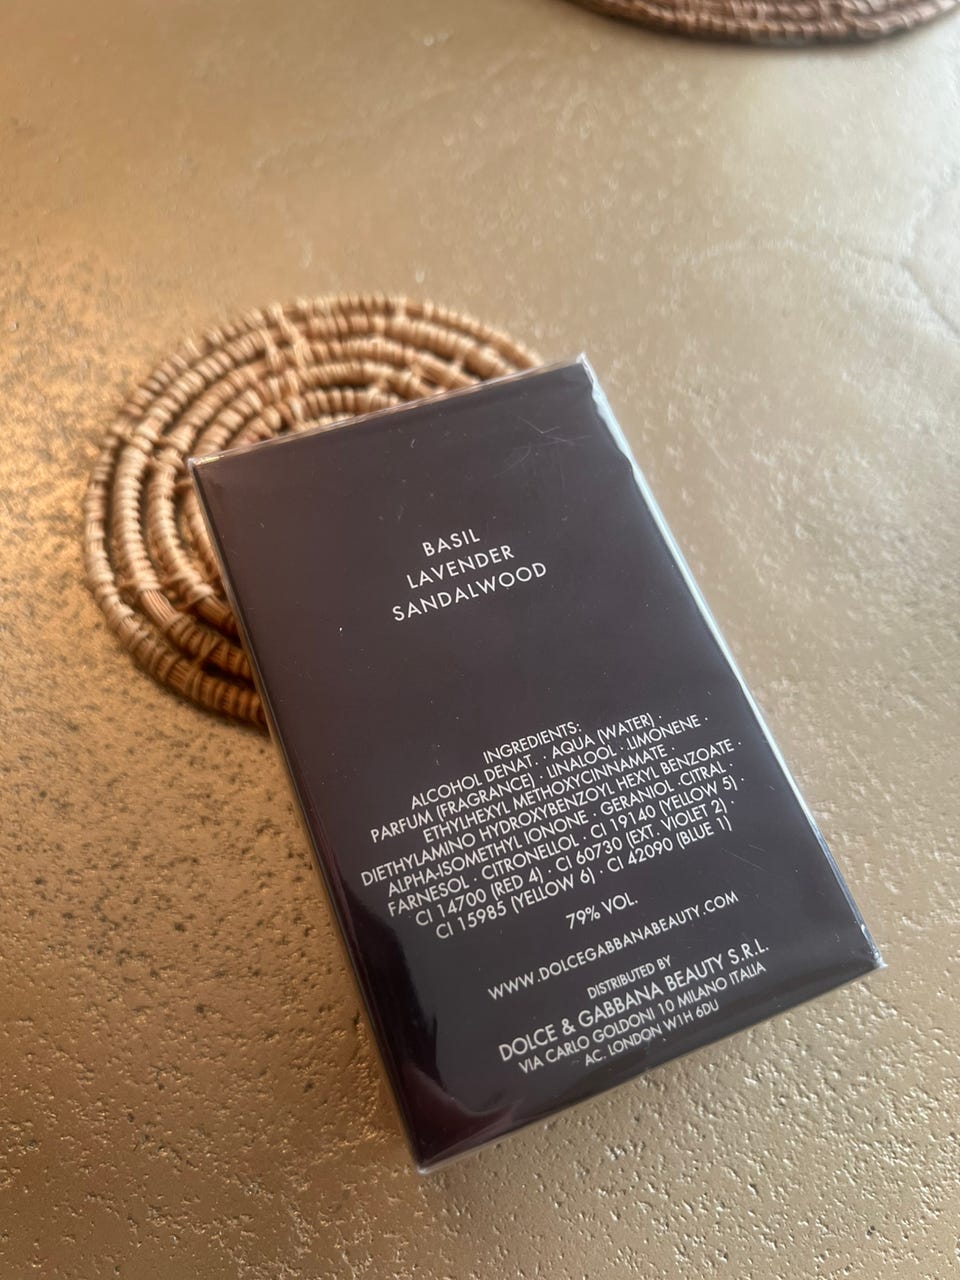 BASIL
LAVENDER
SANDALWOOD
INGREDIENTS:
ALCOHOL DENAT. · AQUA (WATER) ·
PARFUM (FRAGRANCE) · LINALOOL · LIMONENE ·
ETHYLHEXYL METHOXYCINNAMATE ·
DIETHYLAMINO HYDROXYBENZOYL HEXYL BENZOATE ·
ALPHA-ISOMETHYL IONONE · GERANIOL · CITRAL ·
FARNESOL · CITRONELLOL · CI 19140 (YELLOW 5) ·
CI 14700 (RED 4) · CI 60730 (EXT. VIOLET 2) ·
CI 15985 (YELLOW 6) · CI 42090 (BLUE 1)
79% VOL.
WWW.DOLCEGABBANABEAUTY.COM
DISTRIBUTED BY
DOLCE & GABBANA BEAUTY S.R.L.
VIA CARLO GOLDONI 10 MILANO ITALIA
AC. LONDON W1H 6DU